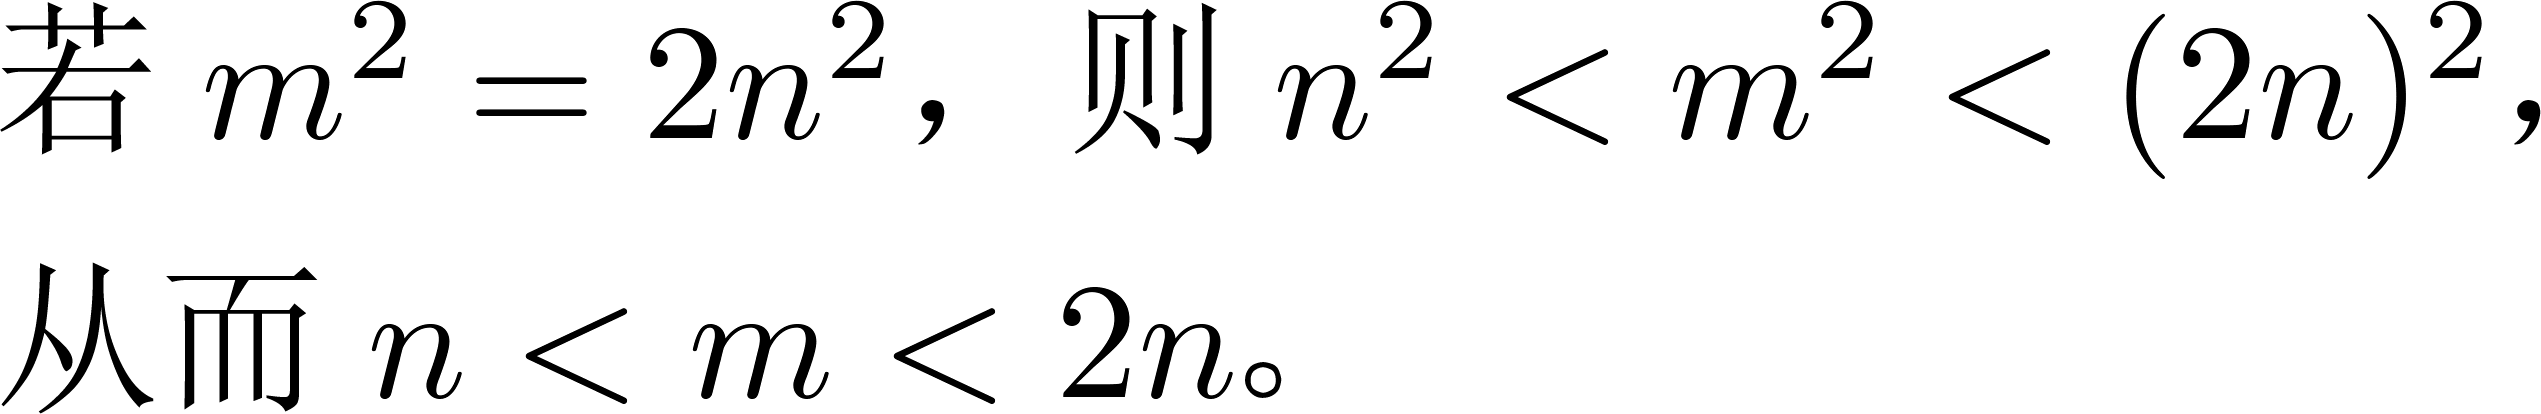 若 $m^2 = 2n^2$，则 $n^2 < m^2 < (2n)^2$，
从而 $n < m < 2n$。